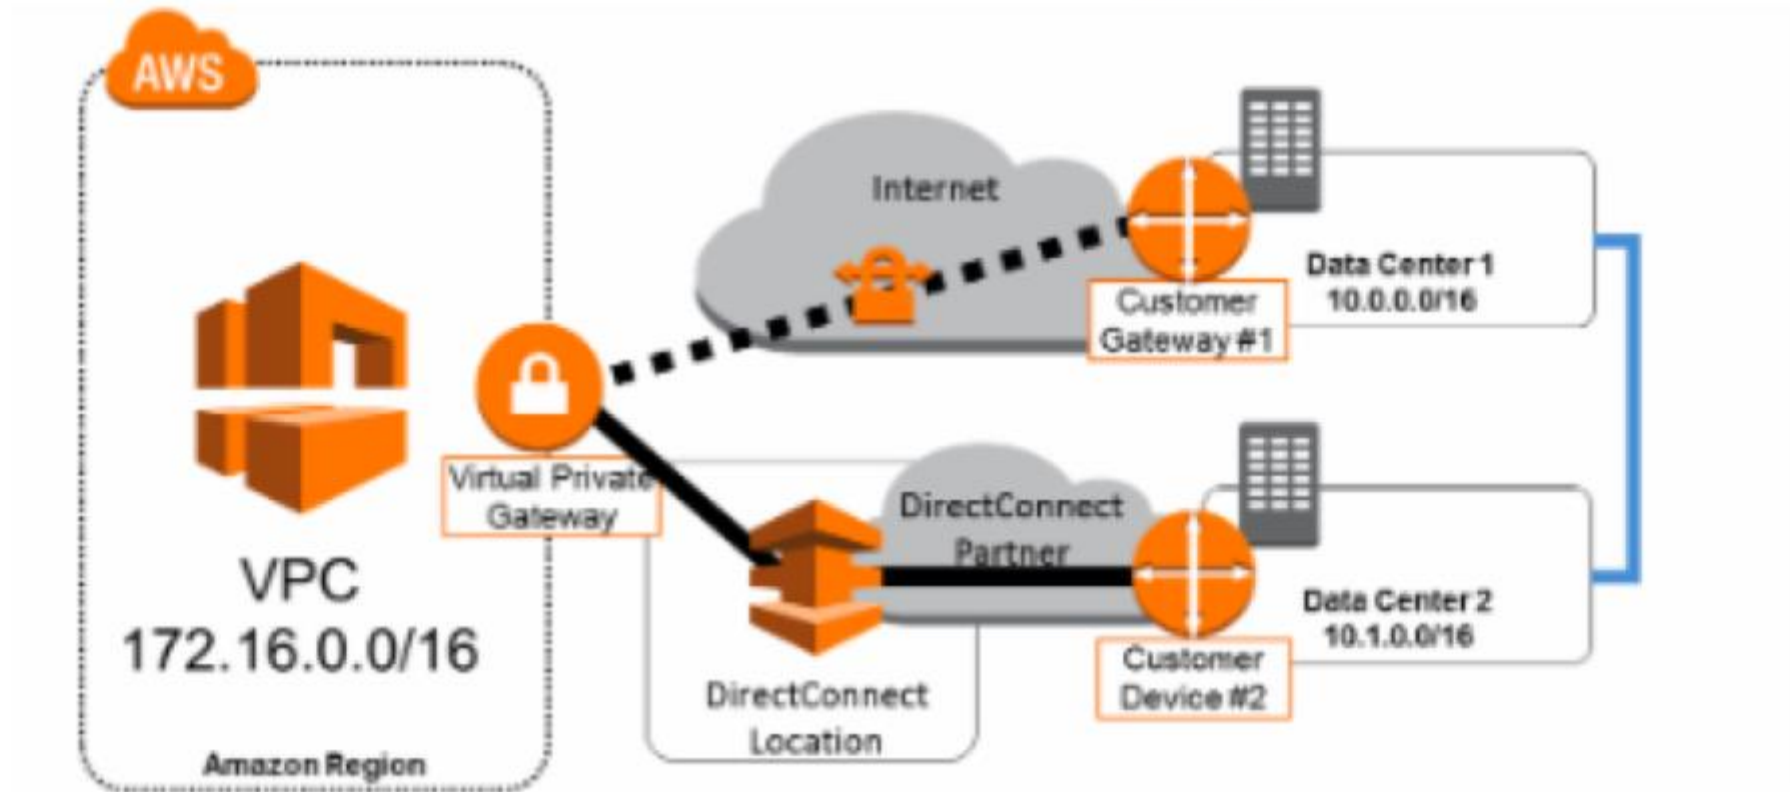 AWS
Internet
Data Center 1
10.0.0.0/16
Customer
Gateway #1
Virtual Private
Gateway
DirectConnect
Partner
VPC
172.16.0.0/16
Data Center 2
10.1.0.0/16
Customer
Device #2
DirectConnect
Location
Amazon Region